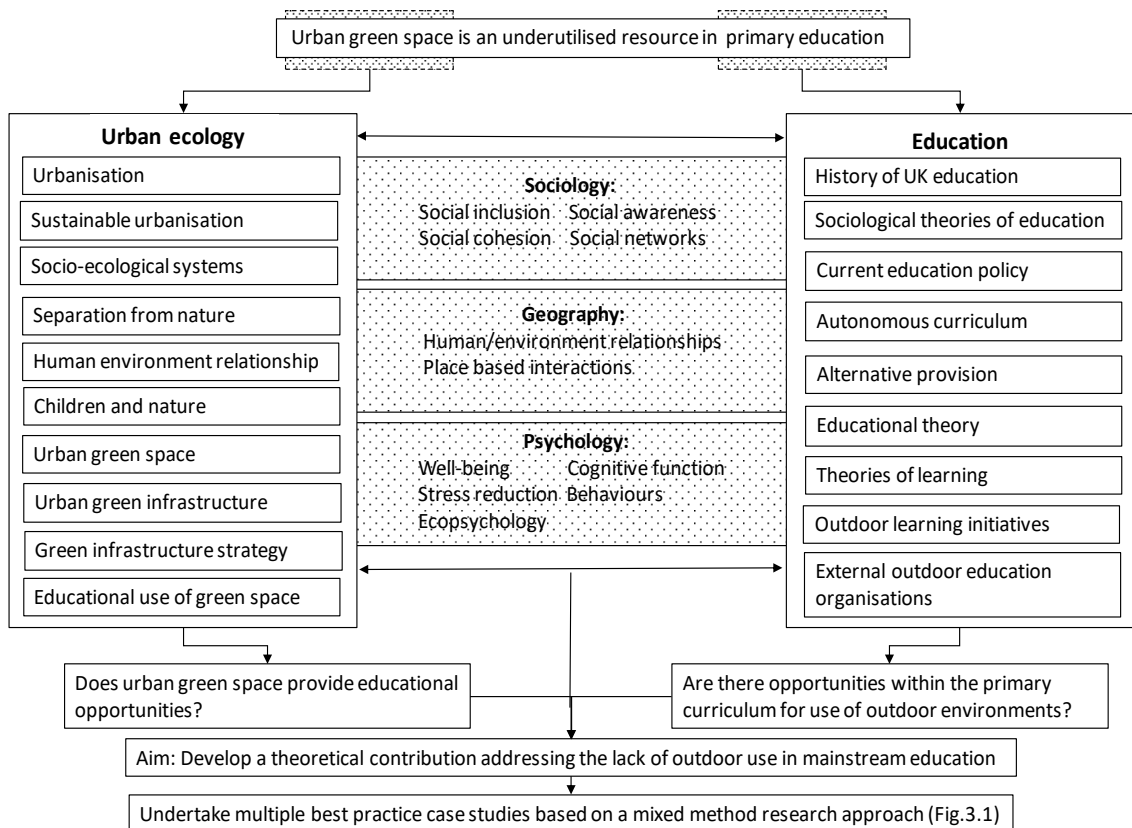 Urban green space is an underutilised resource in primary education
Urban ecology
Urbanisation
Sustainable urbanisation
Socio-ecological systems
Separation from nature
Human environment relationship
Children and nature
Urban green space
Urban green infrastructure
Green infrastructure strategy
Educational use of green space
Sociology:
Social inclusion Social awareness
Social cohesion Social networks
Geography:
Human/environment relationships
Place based interactions
Psychology:
Well-being Cognitive function
Stress reduction Behaviours
Ecopsychology
Education
History of UK education
Sociological theories of education
Current education policy
Autonomous curriculum
Alternative provision
Educational theory
Theories of learning
Outdoor learning initiatives
External outdoor education
organisations
Does urban green space provide educational
opportunities?
Are there opportunities within the primary
curriculum for use of outdoor environments?
Aim: Develop a theoretical contribution addressing the lack of outdoor use in mainstream education
Undertake multiple best practice case studies based on a mixed method research approach (Fig.3.1)